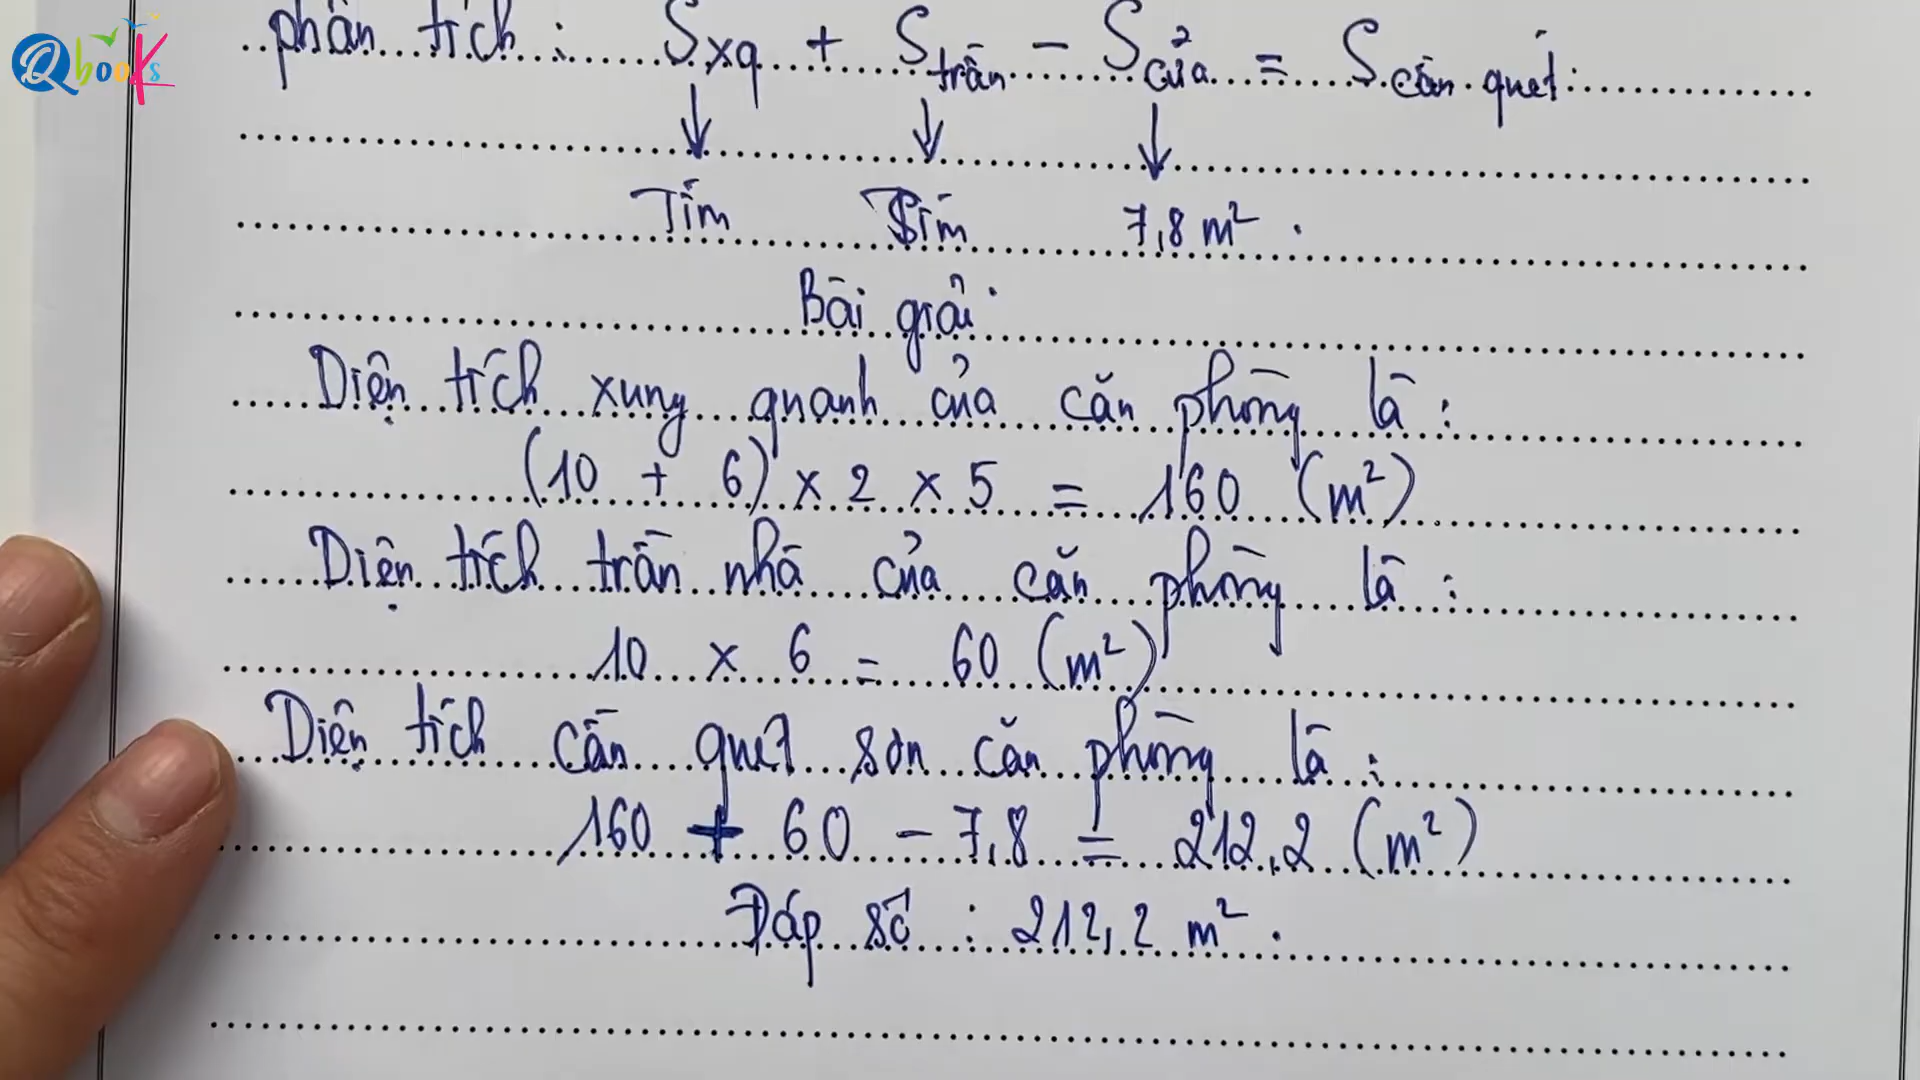 Qbooks
phân tích : Sxq + Strần - Scửa = Scần quét.
Tìm Tìm 7,8 m².
Bài giải
Diện tích xung quanh của căn phòng là :
(10 + 6) x 2 x 5 = 160 (m²)
Diện tích trần nhà của căn phòng là :
10 x 6 = 60 (m²)
Diện tích cần quét sơn căn phòng là :
160 + 60 - 7,8 = 212,2 (m²)
Đáp số : 212,2 m².